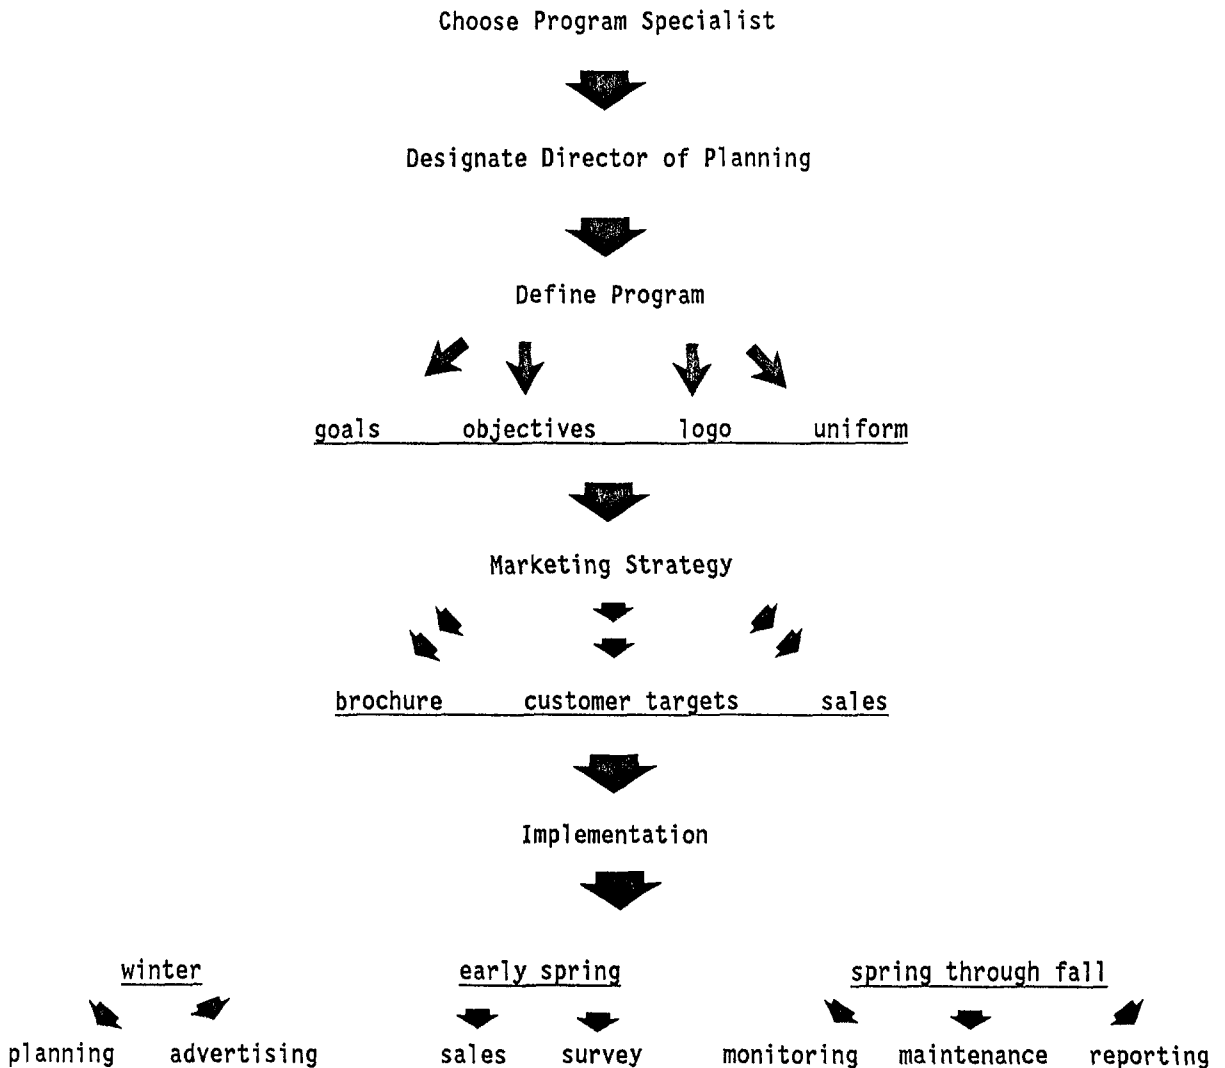 Choose Program Specialist
Designate Director of Planning
Define Program
goals objectives logo uniform
Marketing Strategy
brochure customer targets sales
Implementation
winter early spring spring through fall
planning advertising sales survey monitoring maintenance reporting